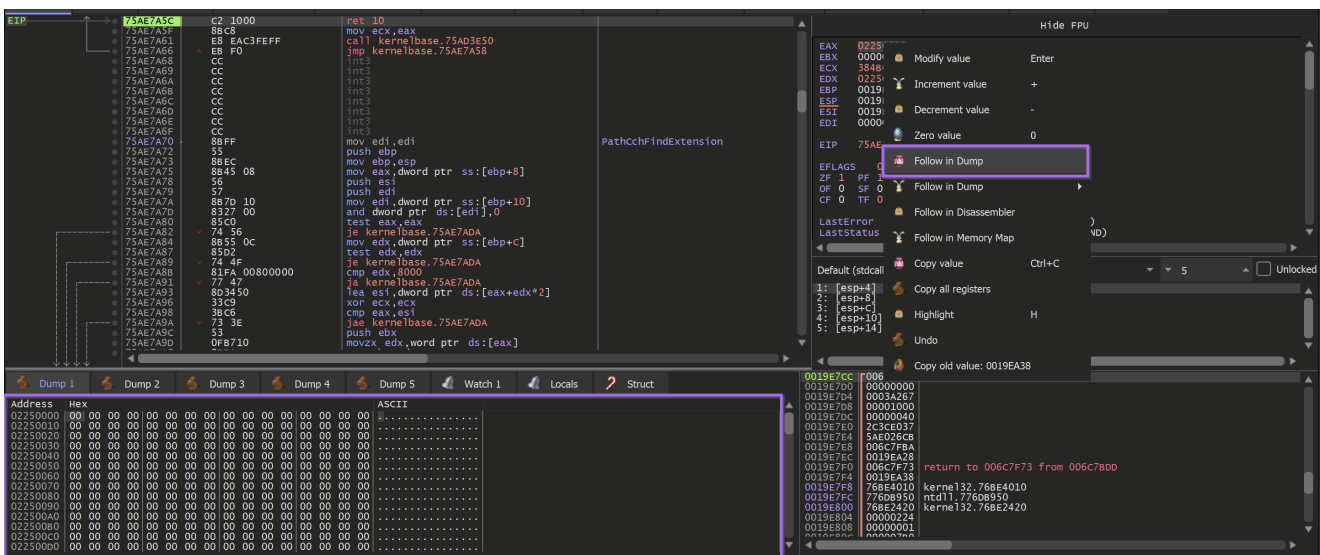 EIP
75AE7A5C C2 1000 ret 10
75AE7A5F 8BC8 mov ecx,eax
75AE7A61 E8 EAC3FEFF call kernelbase.75AD3E50
75AE7A66 EB F0 jmp kernelbase.75AE7A58
75AE7A68 CC int3
75AE7A69 CC int3
75AE7A6A CC int3
75AE7A6B CC int3
75AE7A6C CC int3
75AE7A6D CC int3
75AE7A6E CC int3
75AE7A6F CC int3
75AE7A70 8BFF mov edi,edi PathCchFindExtension
75AE7A72 55 push ebp
75AE7A73 8BEC mov ebp,esp
75AE7A75 8B45 08 mov eax,dword ptr ss:[ebp+8]
75AE7A78 56 push esi
75AE7A79 57 push edi
75AE7A7A 8B7D 10 mov edi,dword ptr ss:[ebp+10]
75AE7A7D 8327 00 and dword ptr ds:[edi],0
75AE7A80 85C0 test eax,eax
75AE7A82 74 56 je kernelbase.75AE7ADA
75AE7A84 8B55 0C mov edx,dword ptr ss:[ebp+C]
75AE7A87 85D2 test edx,edx
75AE7A89 74 4F je kernelbase.75AE7ADA
75AE7A8B 81FA 00800000 cmp edx,8000
75AE7A91 77 47 ja kernelbase.75AE7ADA
75AE7A93 8D3450 lea esi,dword ptr ds:[eax+edx*2]
75AE7A96 33C9 xor ecx,ecx
75AE7A98 3BC6 cmp eax,esi
75AE7A9A 73 3E jae kernelbase.75AE7ADA
75AE7A9C 53 push ebx
75AE7A9D 0FB710 movzx edx,word ptr ds:[eax]
Hide FPU
EAX 0225
EBX 0000
ECX 384B
EDX 0225
EBP 0019
ESP 0019
ESI 0019
EDI 0000
EIP 75AE
EFLAGS
ZF 1 PF 1
OF 0 SF 0
CF 0 TF 0
LastError )
LastStatus ND)
Modify value Enter
Increment value +
Decrement value -
Zero value 0
Follow in Dump
Follow in Dump
Follow in Disassembler
Follow in Memory Map
Copy value Ctrl+C
Copy all registers
Highlight H
Undo
Copy old value: 0019EA38
Default (stdcall 5 Unlocked
1: [esp+4]
2: [esp+8]
3: [esp+C]
4: [esp+10]
5: [esp+14]
Dump 1 Dump 2 Dump 3 Dump 4 Dump 5 Watch 1 Locals Struct
Address Hex ASCII
02250000 00 00 00 00 00 00 00 00 00 00 00 00 00 00 00 00 ................
02250010 00 00 00 00 00 00 00 00 00 00 00 00 00 00 00 00 ................
02250020 00 00 00 00 00 00 00 00 00 00 00 00 00 00 00 00 ................
02250030 00 00 00 00 00 00 00 00 00 00 00 00 00 00 00 00 ................
02250040 00 00 00 00 00 00 00 00 00 00 00 00 00 00 00 00 ................
02250050 00 00 00 00 00 00 00 00 00 00 00 00 00 00 00 00 ................
02250060 00 00 00 00 00 00 00 00 00 00 00 00 00 00 00 00 ................
02250070 00 00 00 00 00 00 00 00 00 00 00 00 00 00 00 00 ................
02250080 00 00 00 00 00 00 00 00 00 00 00 00 00 00 00 00 ................
02250090 00 00 00 00 00 00 00 00 00 00 00 00 00 00 00 00 ................
022500A0 00 00 00 00 00 00 00 00 00 00 00 00 00 00 00 00 ................
022500B0 00 00 00 00 00 00 00 00 00 00 00 00 00 00 00 00 ................
022500C0 00 00 00 00 00 00 00 00 00 00 00 00 00 00 00 00 ................
022500D0 00 00 00 00 00 00 00 00 00 00 00 00 00 00 00 00 ................
0019E7CC 006
0019E7D0 00000000
0019E7D4 0003A267
0019E7D8 00001000
0019E7DC 00000040
0019E7E0 2C3CE037
0019E7E4 5AE026CB
0019E7E8 006C7FBA
0019E7EC 0019EA28
0019E7F0 006C7F73 return to 006C7F73 from 006C7BDD
0019E7F4 0019EA38
0019E7F8 76BE4010 kernel32.76BE4010
0019E7FC 776DB950 ntdll.776DB950
0019E800 76BE2420 kernel32.76BE2420
0019E804 00000224
0019E808 00000001